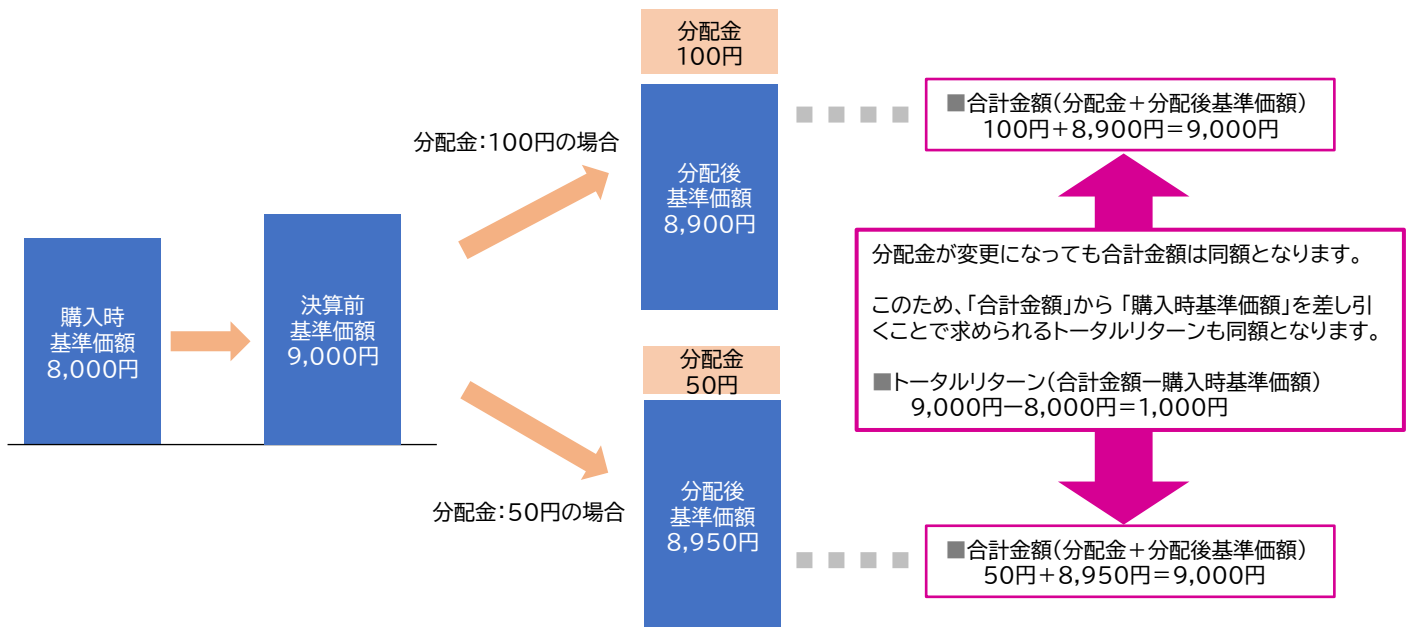 購入時
基準価額
8,000円
決算前
基準価額
9,000円
分配金：100円の場合
分配金
100円
分配後
基準価額
8,900円
■合計金額（分配金＋分配後基準価額）
100円＋8,900円＝9,000円
分配金が変更になっても合計金額は同額となります。
このため、「合計金額」から 「購入時基準価額」を差し引
くことで求められるトータルリターンも同額となります。
■トータルリターン（合計金額ー購入時基準価額）
9,000円ー8,000円＝1,000円
分配金：50円の場合
分配金
50円
分配後
基準価額
8,950円
■合計金額（分配金＋分配後基準価額）
50円＋8,950円＝9,000円